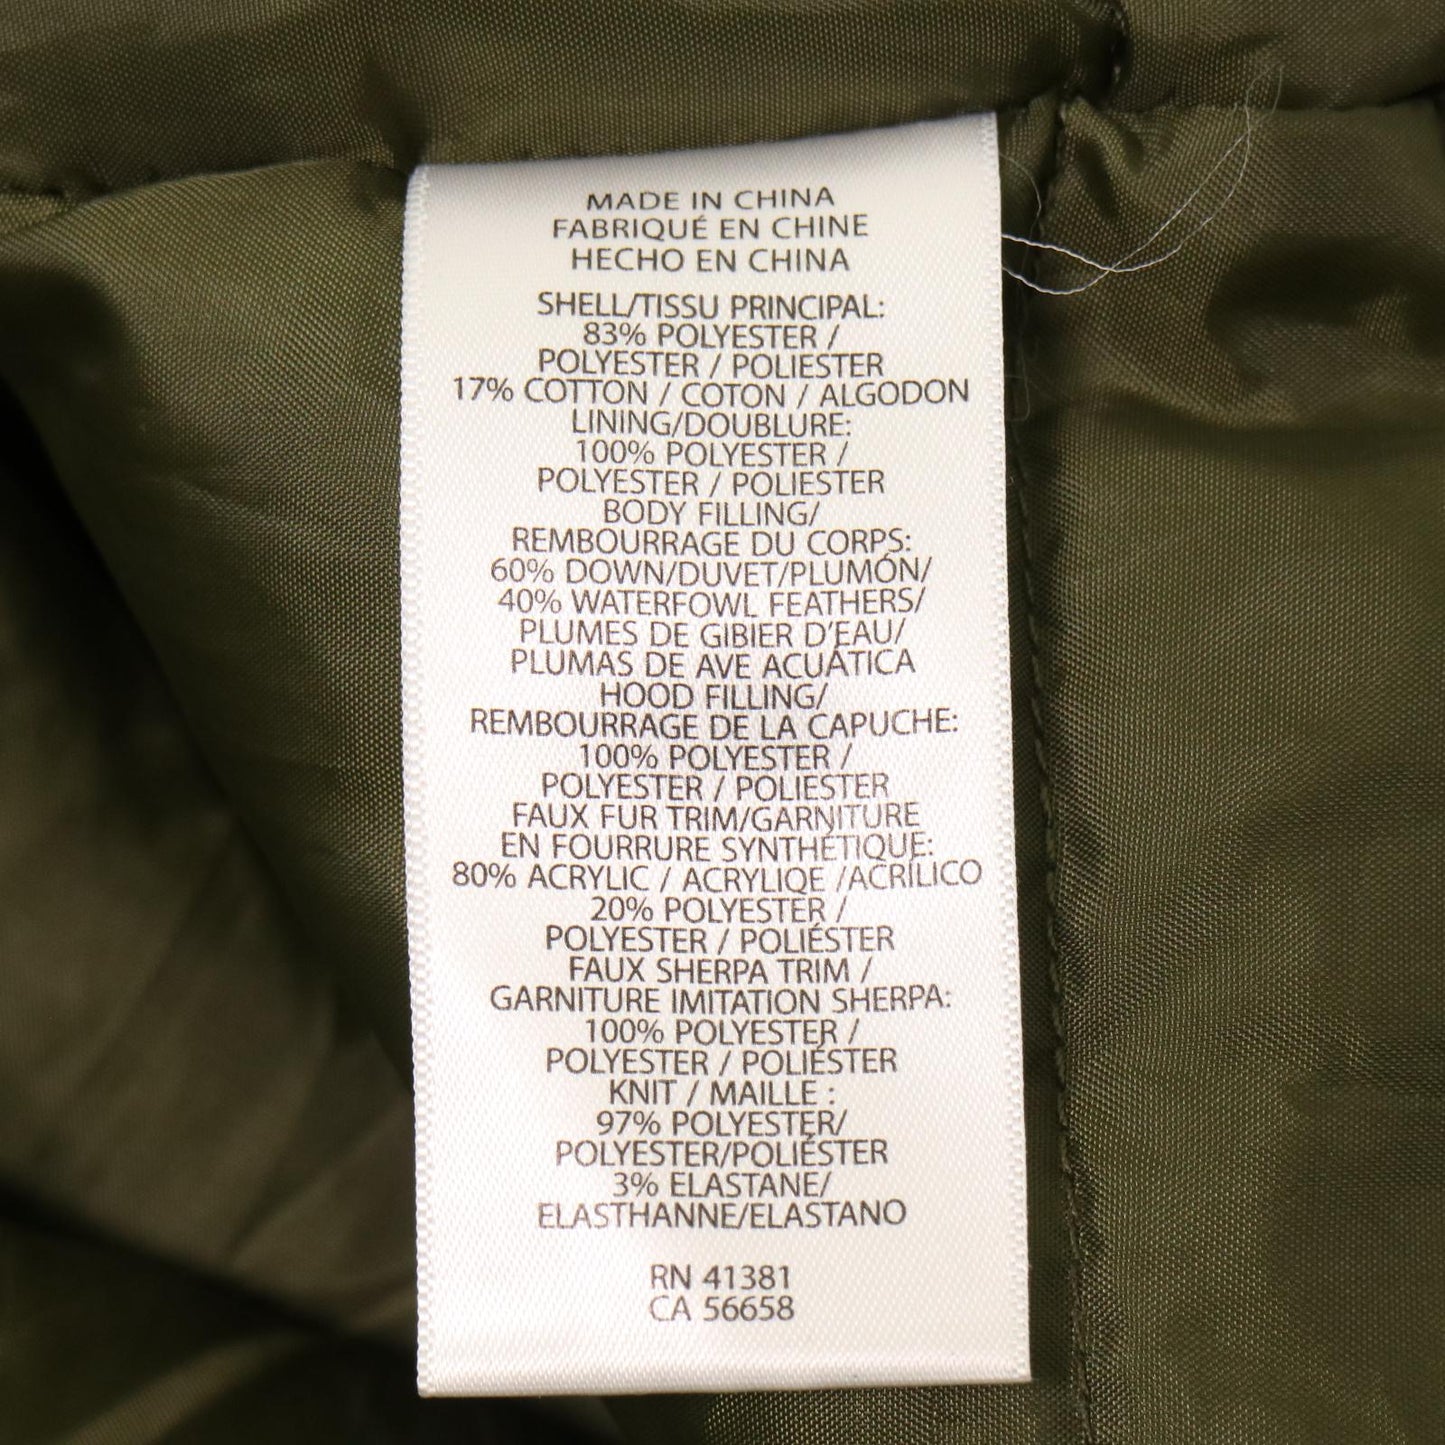 MADE IN CHINA
FABRIQUÉ EN CHINE
HECHO EN CHINA
SHELL/TISSU PRINCIPAL:
83% POLYESTER /
POLYESTER / POLIESTER
17% COTTON / COTON / ALGODON
LINING/DOUBLURE:
100% POLYESTER /
POLYESTER / POLIESTER
BODY FILLING/
REMBOURRAGE DU CORPS:
60% DOWN/DUVET/PLUMÓN/
40% WATERFOWL FEATHERS/
PLUMES DE GIBIER D'EAU/
PLUMAS DE AVE ACUÁTICA
HOOD FILLING/
REMBOURRAGE DE LA CAPUCHE:
100% POLYESTER /
POLYESTER / POLIESTER
FAUX FUR TRIM/GARNITURE
EN FOURRURE SYNTHÉTIQUE:
80% ACRYLIC / ACRYLIQE /ACRÍLICO
20% POLYESTER /
POLYESTER / POLIÉSTER
FAUX SHERPA TRIM /
GARNITURE IMITATION SHERPA:
100% POLYESTER /
POLYESTER / POLIÉSTER
KNIT / MAILLE :
97% POLYESTER/
POLYESTER/POLIÉSTER
3% ELASTANE/
ELASTHANNE/ELASTANO
RN 41381
CA 56658